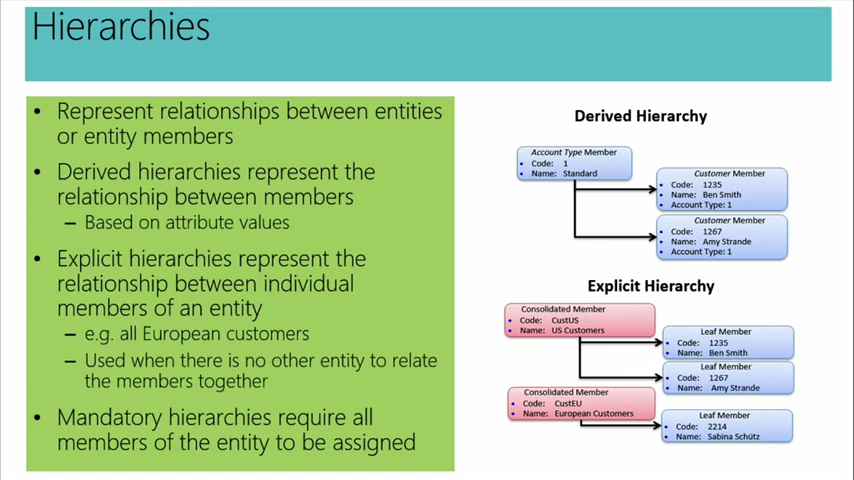 Hierarchies
• Represent relationships between entities
or entity members
• Derived hierarchies represent the
relationship between members
– Based on attribute values
• Explicit hierarchies represent the
relationship between individual
members of an entity
– e.g. all European customers
– Used when there is no other entity to relate
the members together
• Mandatory hierarchies require all
members of the entity to be assigned
Derived Hierarchy
Account Type Member
• Code: 1
• Name: Standard
Customer Member
• Code: 1235
• Name: Ben Smith
• Account Type: 1
Customer Member
• Code: 1267
• Name: Amy Strande
• Account Type: 1
Explicit Hierarchy
Consolidated Member
• Code: CustUS
• Name: US Customers
Leaf Member
• Code: 1235
• Name: Ben Smith
Leaf Member
• Code: 1267
• Name: Amy Strande
Consolidated Member
• Code: CustEU
• Name: European Customers
Leaf Member
• Code: 2214
• Name: Sabina Schütz